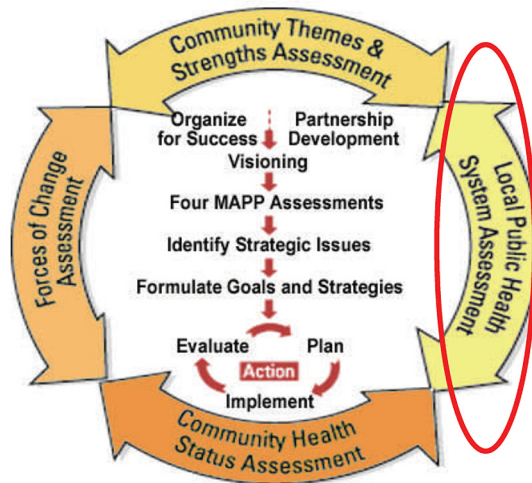 Community Themes &
Strengths Assessment
Organize
for Success
Partnership
Development
Visioning
Four MAPP Assessments
Identify Strategic Issues
Formulate Goals and Strategies
Evaluate
Plan
Action
Implement
Forces of Change
Assessment
Local Public Health
System Assessment
Community Health
Status Assessment